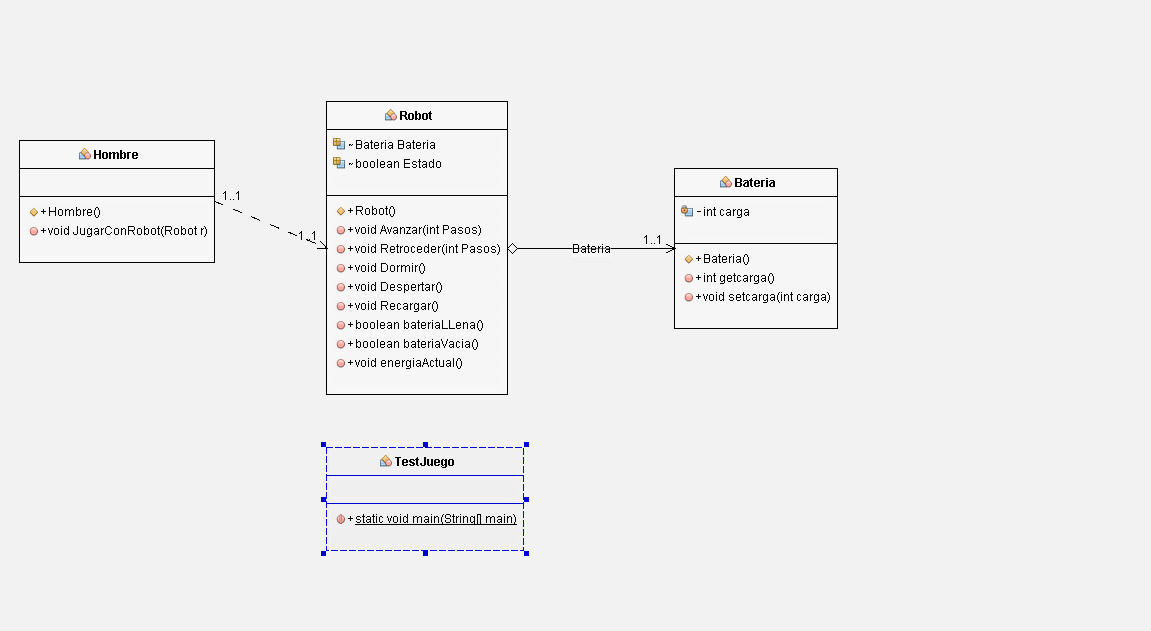 Hombre
+Hombre()
+void JugarConRobot(Robot r)
1..1
1..1
Robot
~Bateria Bateria
~boolean Estado
+Robot()
+void Avanzar(int Pasos)
+void Retroceder(int Pasos)
+void Dormir()
+void Despertar()
+void Recargar()
+boolean bateriaLLena()
+boolean bateriaVacia()
+void energiaActual()
Bateria
1..1
Bateria
-int carga
+Bateria()
+int getcarga()
+void setcarga(int carga)
TestJuego
+static void main(String[] main)